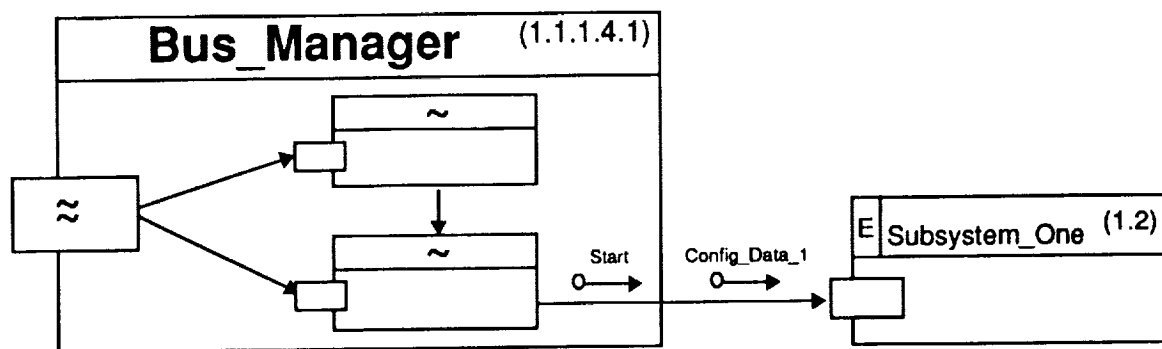 Bus_Manager (1.1.1.4.1)
~
≈
~
Start
Config_Data_1
E Subsystem_One (1.2)